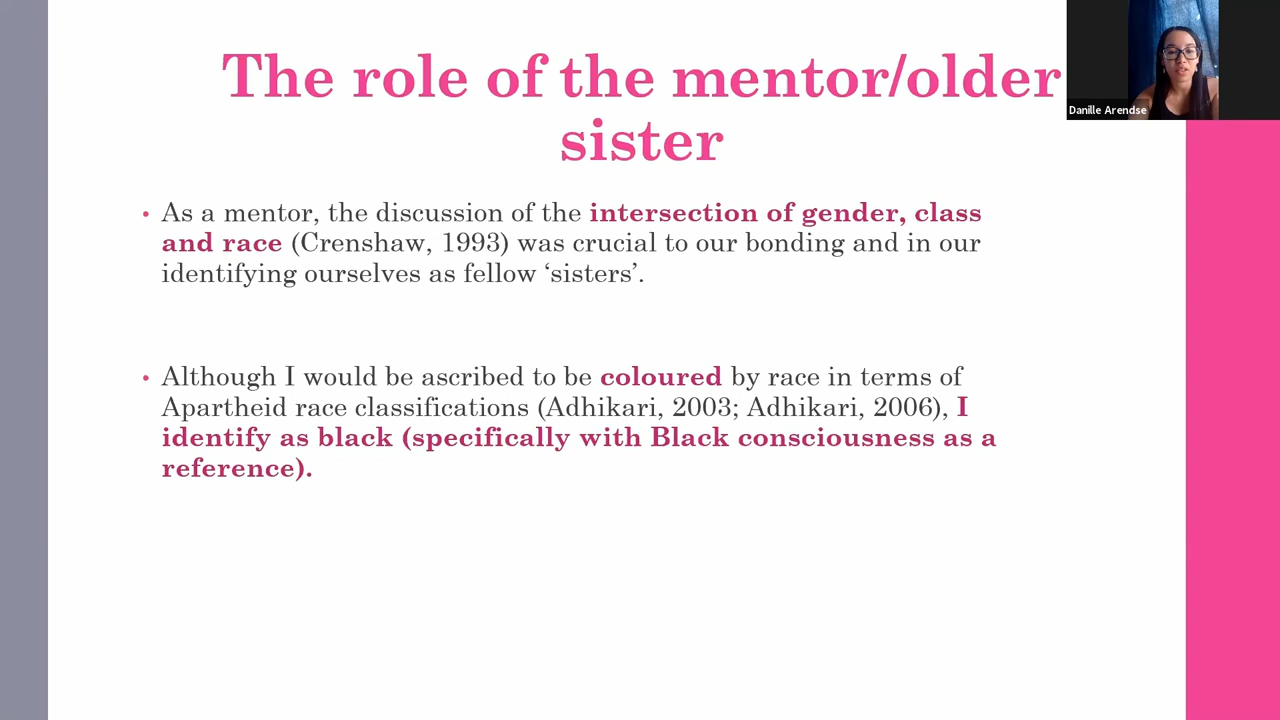 The role of the mentor/older
sister
Danille Arendse
• As a mentor, the discussion of the intersection of gender, class
and race (Crenshaw, 1993) was crucial to our bonding and in our
identifying ourselves as fellow ‘sisters’.
• Although I would be ascribed to be coloured by race in terms of
Apartheid race classifications (Adhikari, 2003; Adhikari, 2006), I
identify as black (specifically with Black consciousness as a
reference).